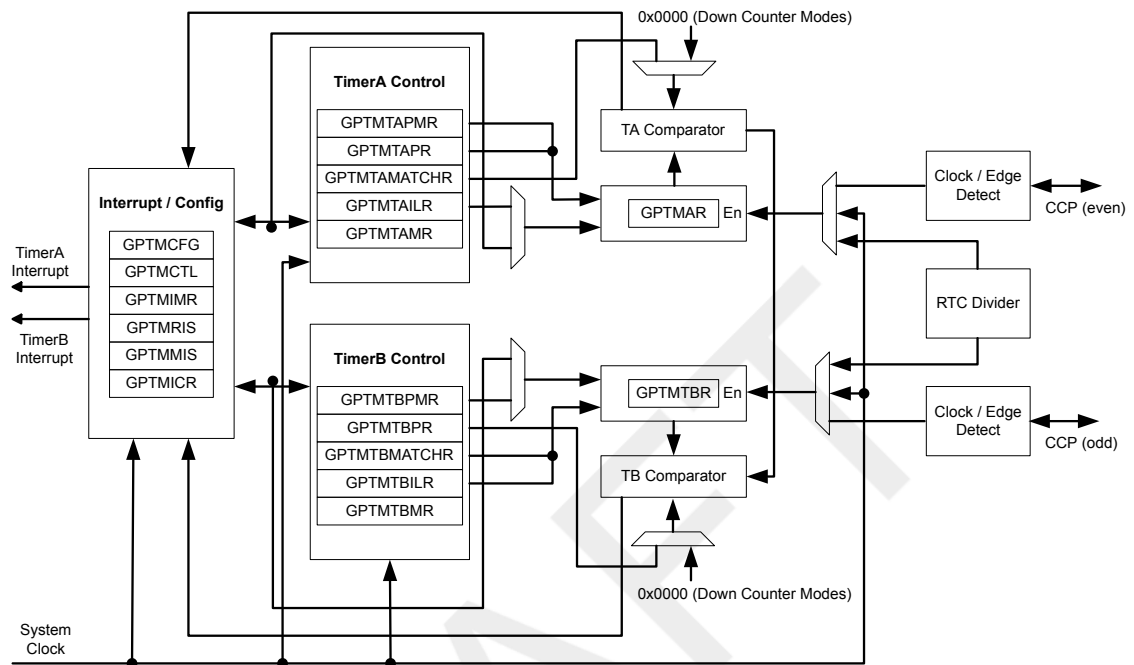 0x0000 (Down Counter Modes)
TimerA Control
GPTMTAPMR
GPTMTAPR
GPTMTAMATCHR
GPTMTAILR
GPTMTAMR
TA Comparator
GPTMAR
En
Clock / Edge
Detect
CCP (even)
Interrupt / Config
GPTMCFG
GPTMCTL
GPTMIMR
GPTMRIS
GPTMMIS
GPTMICR
TimerA
Interrupt
TimerB
Interrupt
RTC Divider
TimerB Control
GPTMTBPMR
GPTMTBPR
GPTMTBMATCHR
GPTMTBILR
GPTMTBMR
GPTMTBR
En
TB Comparator
Clock / Edge
Detect
CCP (odd)
0x0000 (Down Counter Modes)
System
Clock